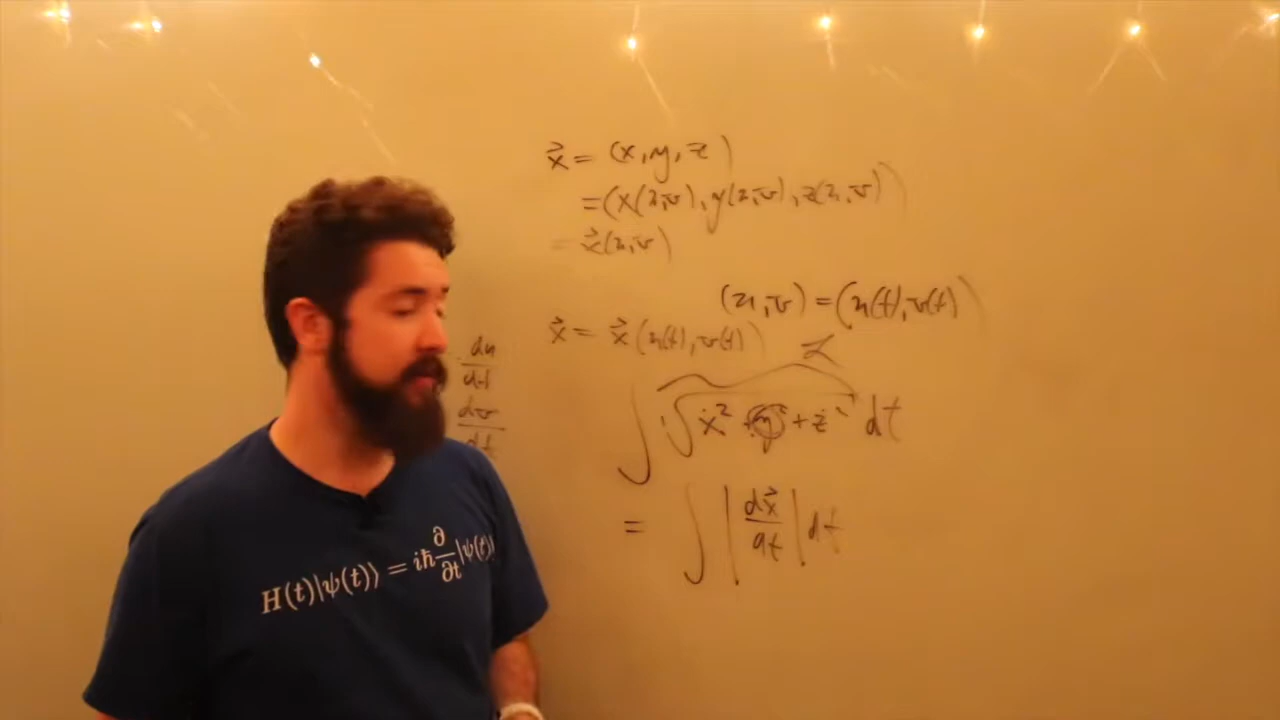 x⃗ = (x, y, z)
= (x(u,v), y(u,v), z(u,v))
= x⃗(u,v)
(u,v) = (u(t), v(t))
x⃗ = x⃗(u(t), v(t))
L
∫ √(ẋ² + ẏ² + ż²) dt
= ∫ |dx⃗/dt| dt
du/dt
dv/dt
H(t)|ψ(t)⟩ = iħ ∂/∂t |ψ(t)⟩